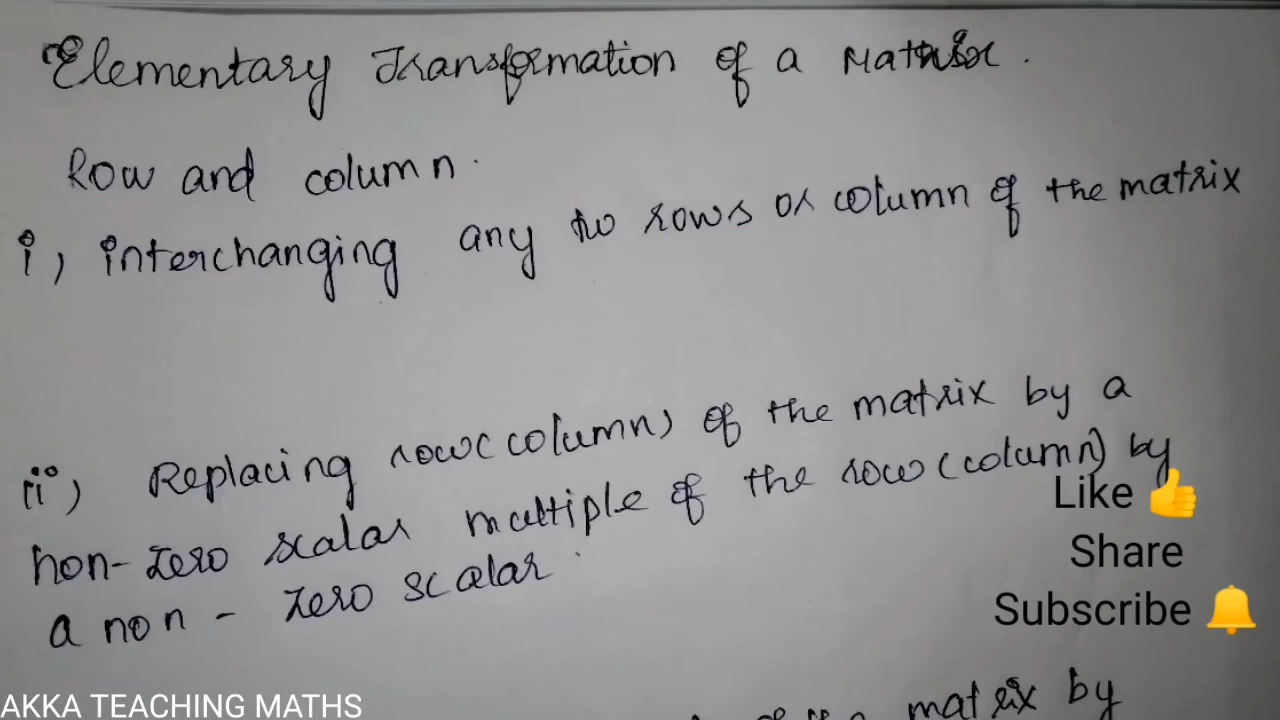 Elementary Transformation of a Matrix.
Row and column.
i) interchanging any two rows or column of the matrix
ii) Replacing row(column) of the matrix by a
non-zero scalar multiple of the row (column) by
a non - zero scalar.
matrix by
Like 👍
Share
Subscribe 🔔
AKKA TEACHING MATHS